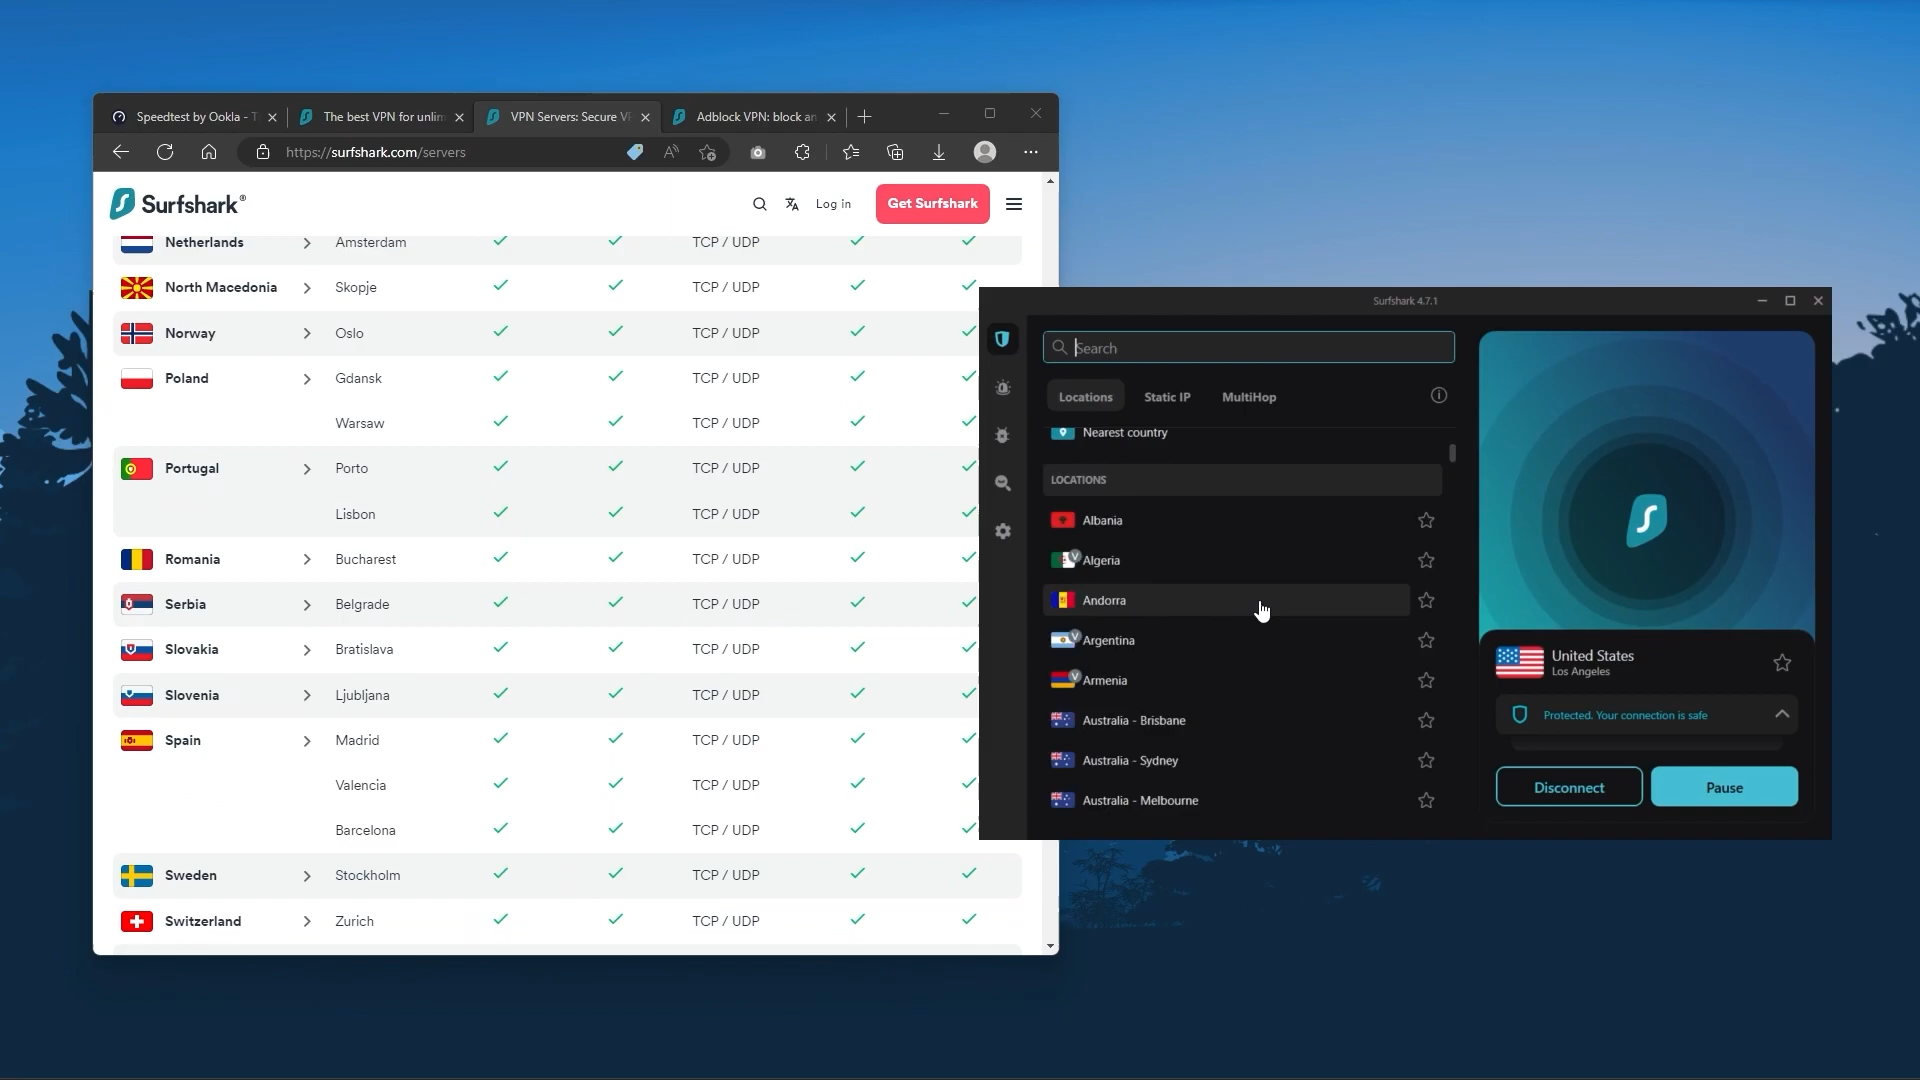 Speedtest by Ookla - T
The best VPN for unlim
VPN Servers: Secure VP
Adblock VPN: block an
https://surfshark.com/servers
Surfshark®
Log in
Get Surfshark
Netherlands Amsterdam TCP / UDP
North Macedonia Skopje TCP / UDP
Norway Oslo TCP / UDP
Poland Gdansk TCP / UDP
Warsaw TCP / UDP
Portugal Porto TCP / UDP
Lisbon TCP / UDP
Romania Bucharest TCP / UDP
Serbia Belgrade TCP / UDP
Slovakia Bratislava TCP / UDP
Slovenia Ljubljana TCP / UDP
Spain Madrid TCP / UDP
Valencia TCP / UDP
Barcelona TCP / UDP
Sweden Stockholm TCP / UDP
Switzerland Zurich TCP / UDP
Surfshark 4.7.1
Search
Locations Static IP MultiHop
Nearest country
LOCATIONS
Albania
V Algeria
Andorra
V Argentina
V Armenia
Australia - Brisbane
Australia - Sydney
Australia - Melbourne
United States
Los Angeles
Protected. Your connection is safe
Disconnect
Pause